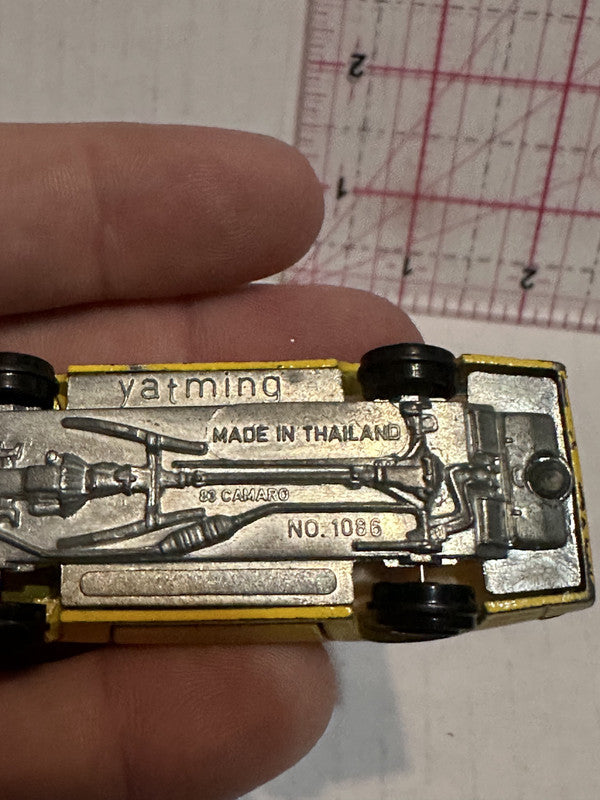 yatming
MADE IN THAILAND
83 CAMARO
NO. 1086
2
1
1
2